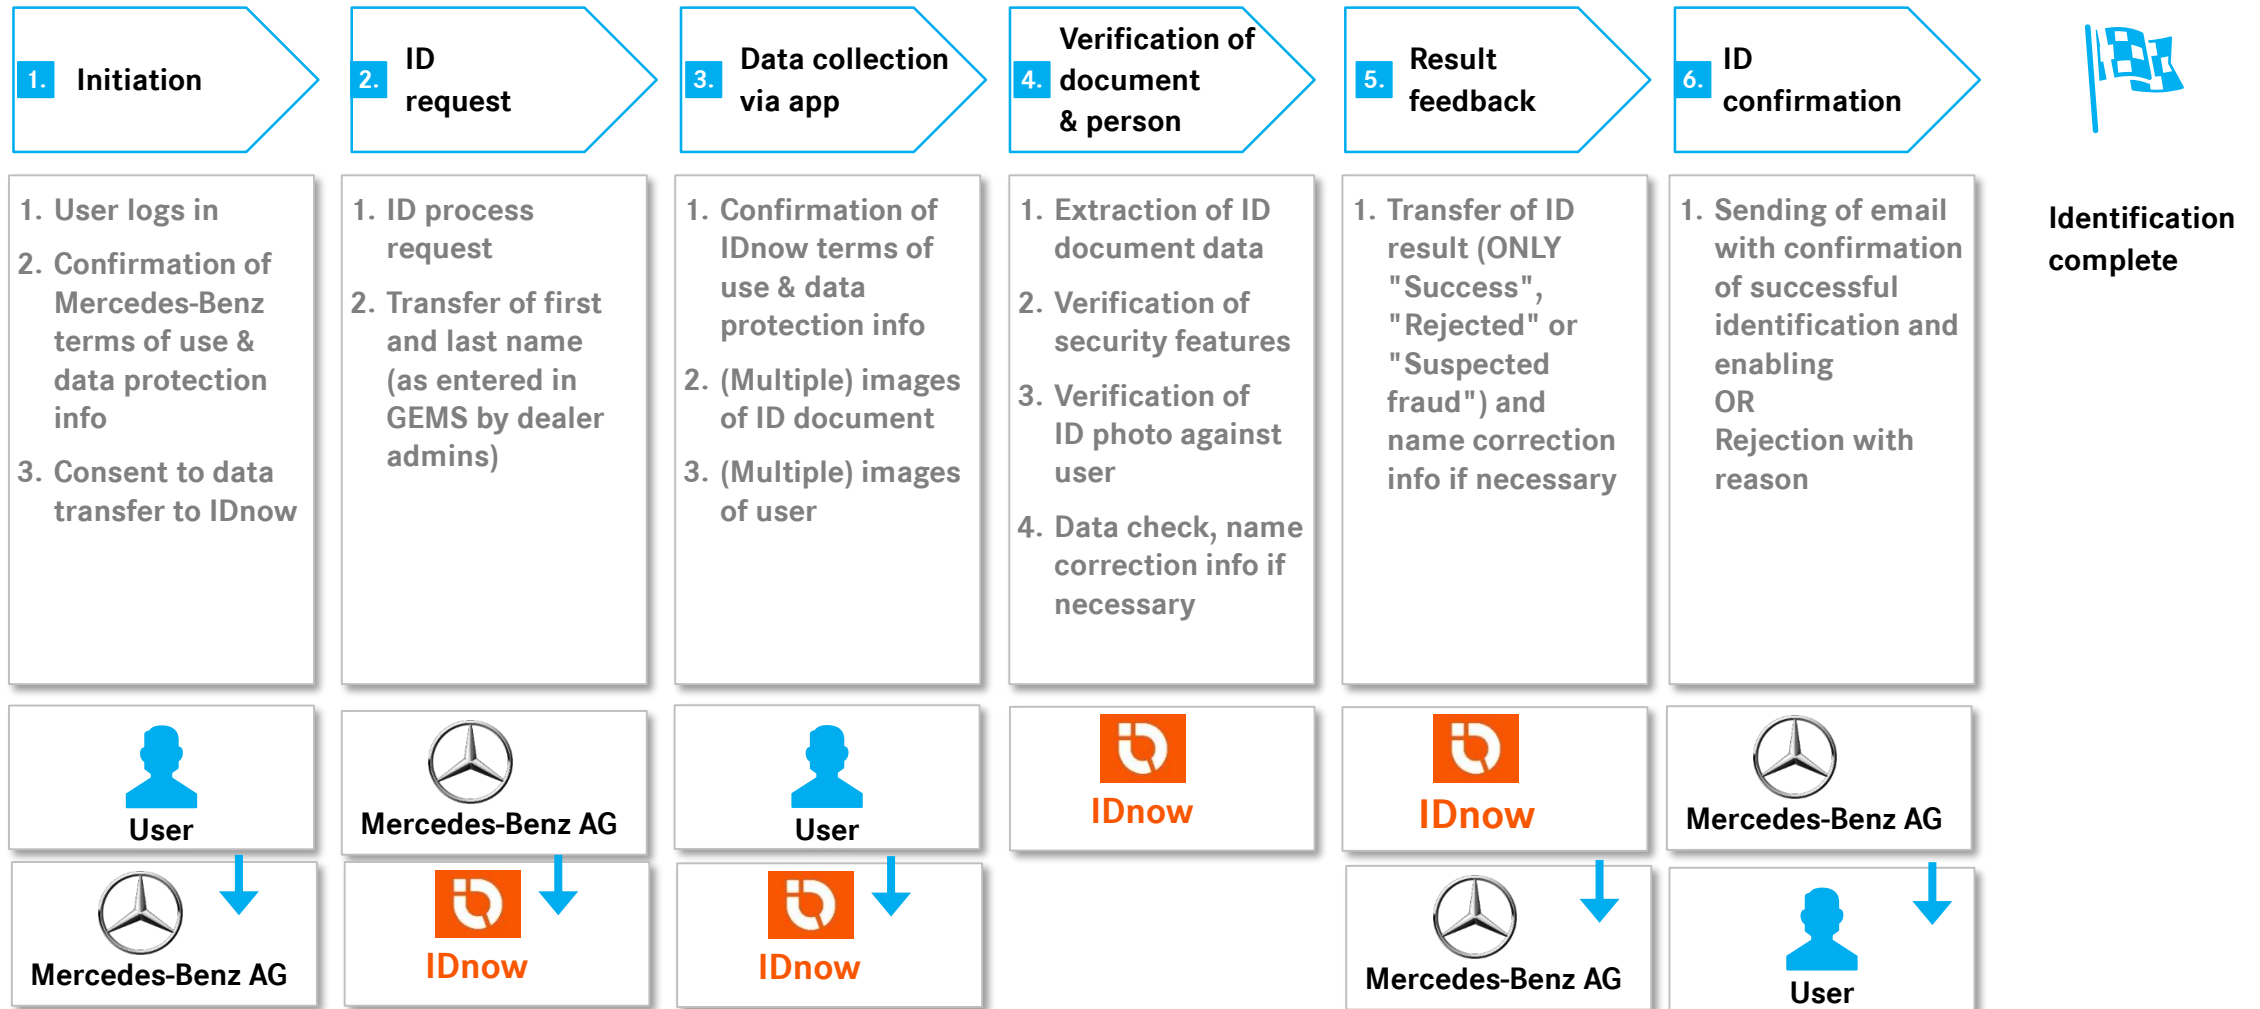 1. Initiation
2. ID
request
3. Data collection
via app
4. Verification of
document
& person
5. Result
feedback
6. ID
confirmation
1. User logs in
2. Confirmation of
Mercedes-Benz
terms of use &
data protection
info
3. Consent to data
transfer to IDnow
1. ID process
request
2. Transfer of first
and last name
(as entered in
GEMS by dealer
admins)
1. Confirmation of
IDnow terms of
use & data
protection info
2. (Multiple) images
of ID document
3. (Multiple) images
of user
1. Extraction of ID
document data
2. Verification of
security features
3. Verification of
ID photo against
user
4. Data check, name
correction info if
necessary
1. Transfer of ID
result (ONLY
"Success",
"Rejected" or
"Suspected
fraud") and
name correction
info if necessary
1. Sending of email
with confirmation
of successful
identification and
enabling
OR
Rejection with
reason
Identification
complete
User
Mercedes-Benz AG
User
IDnow
IDnow
Mercedes-Benz AG
Mercedes-Benz AG
IDnow
IDnow
Mercedes-Benz AG
User